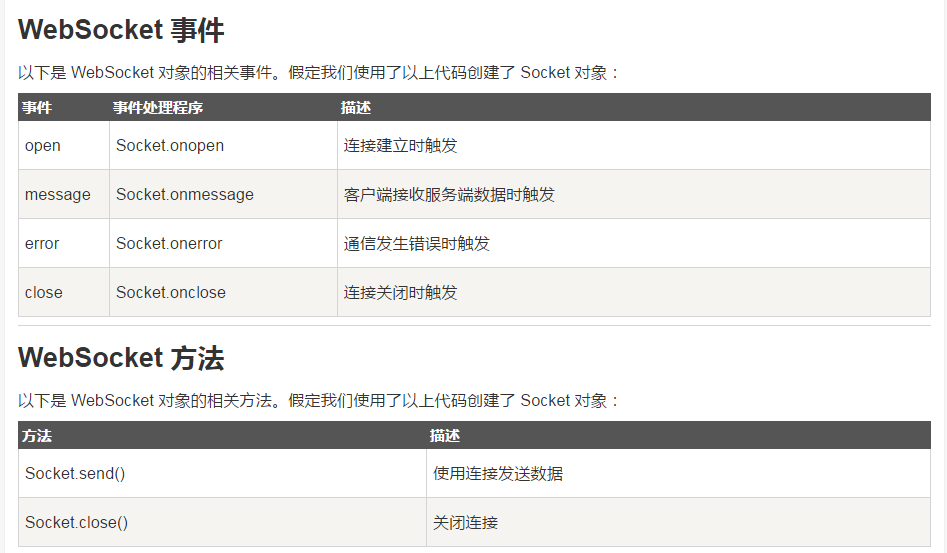 WebSocket 事件
以下是 WebSocket 对象的相关事件。假定我们使用了以上代码创建了 Socket 对象：
事件 事件处理程序 描述
open Socket.onopen 连接建立时触发
message Socket.onmessage 客户端接收服务端数据时触发
error Socket.onerror 通信发生错误时触发
close Socket.onclose 连接关闭时触发
WebSocket 方法
以下是 WebSocket 对象的相关方法。假定我们使用了以上代码创建了 Socket 对象：
方法 描述
Socket.send() 使用连接发送数据
Socket.close() 关闭连接